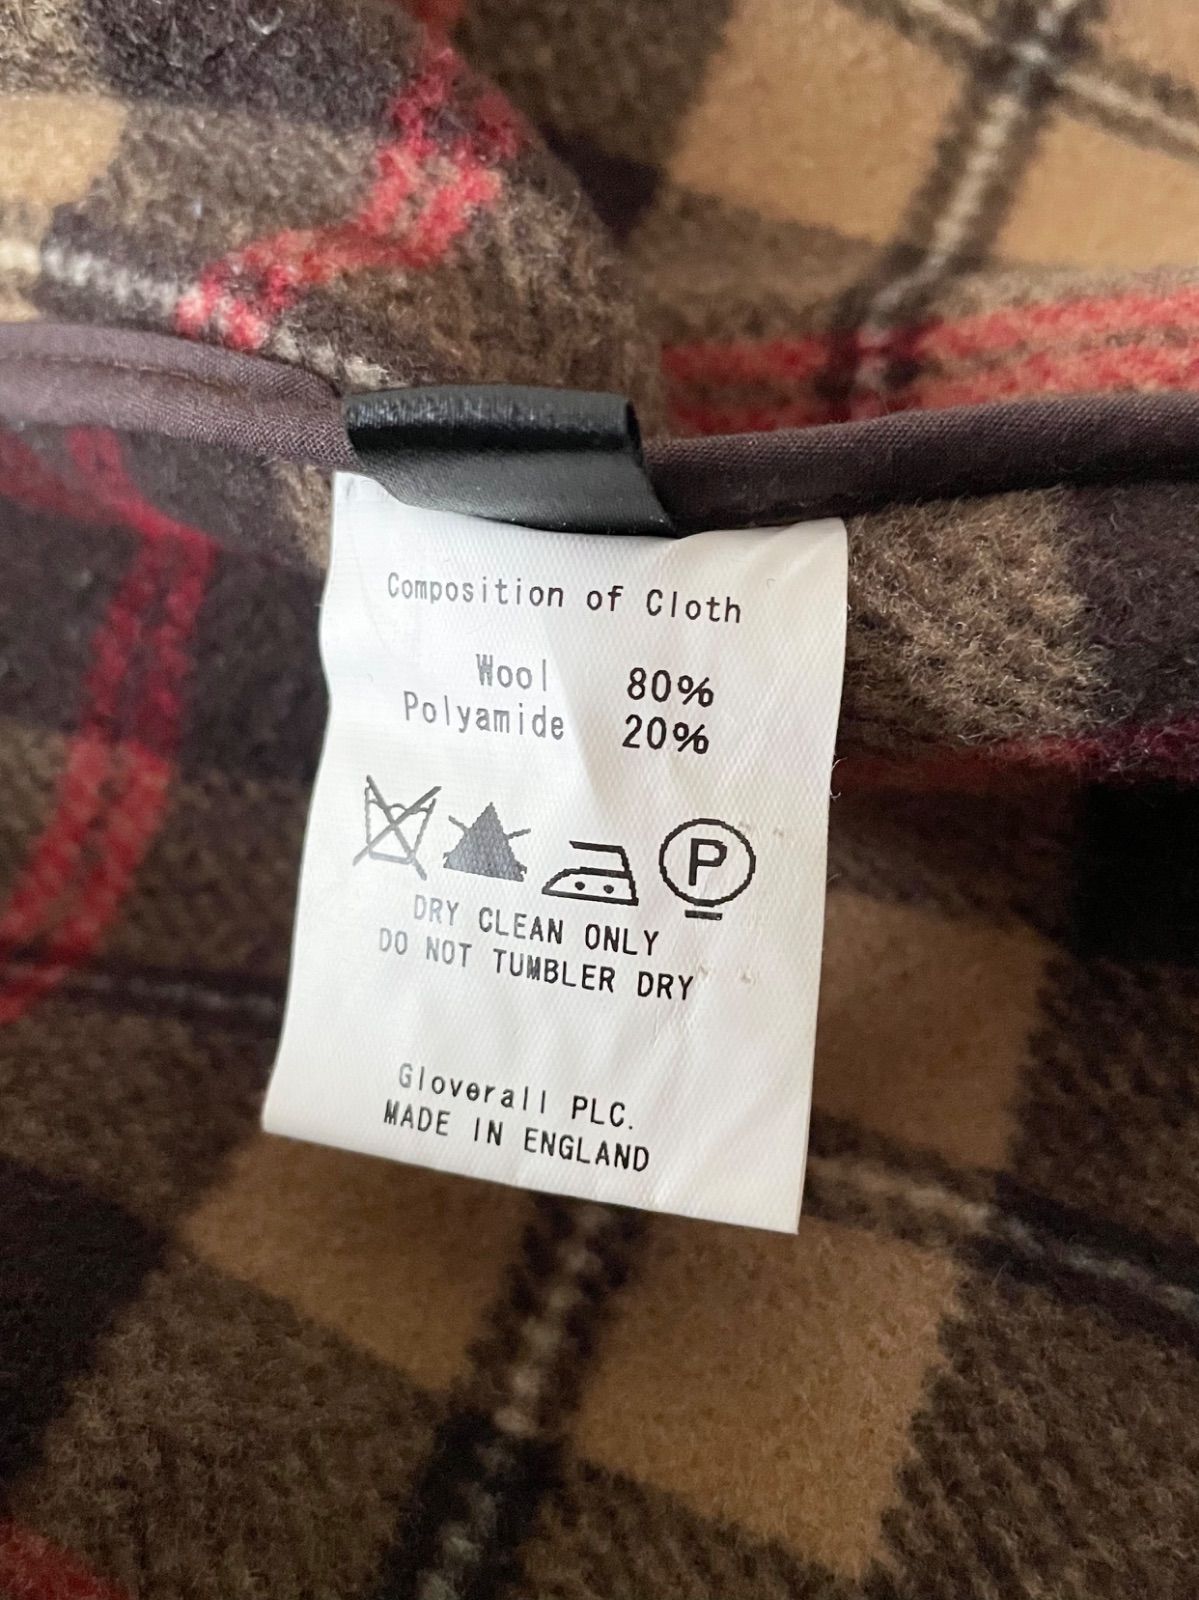 Composition of Cloth
Wool 80%
Polyamide 20%
P
DRY CLEAN ONLY
DO NOT TUMBLER DRY
Gloverall PLC.
MADE IN ENGLAND